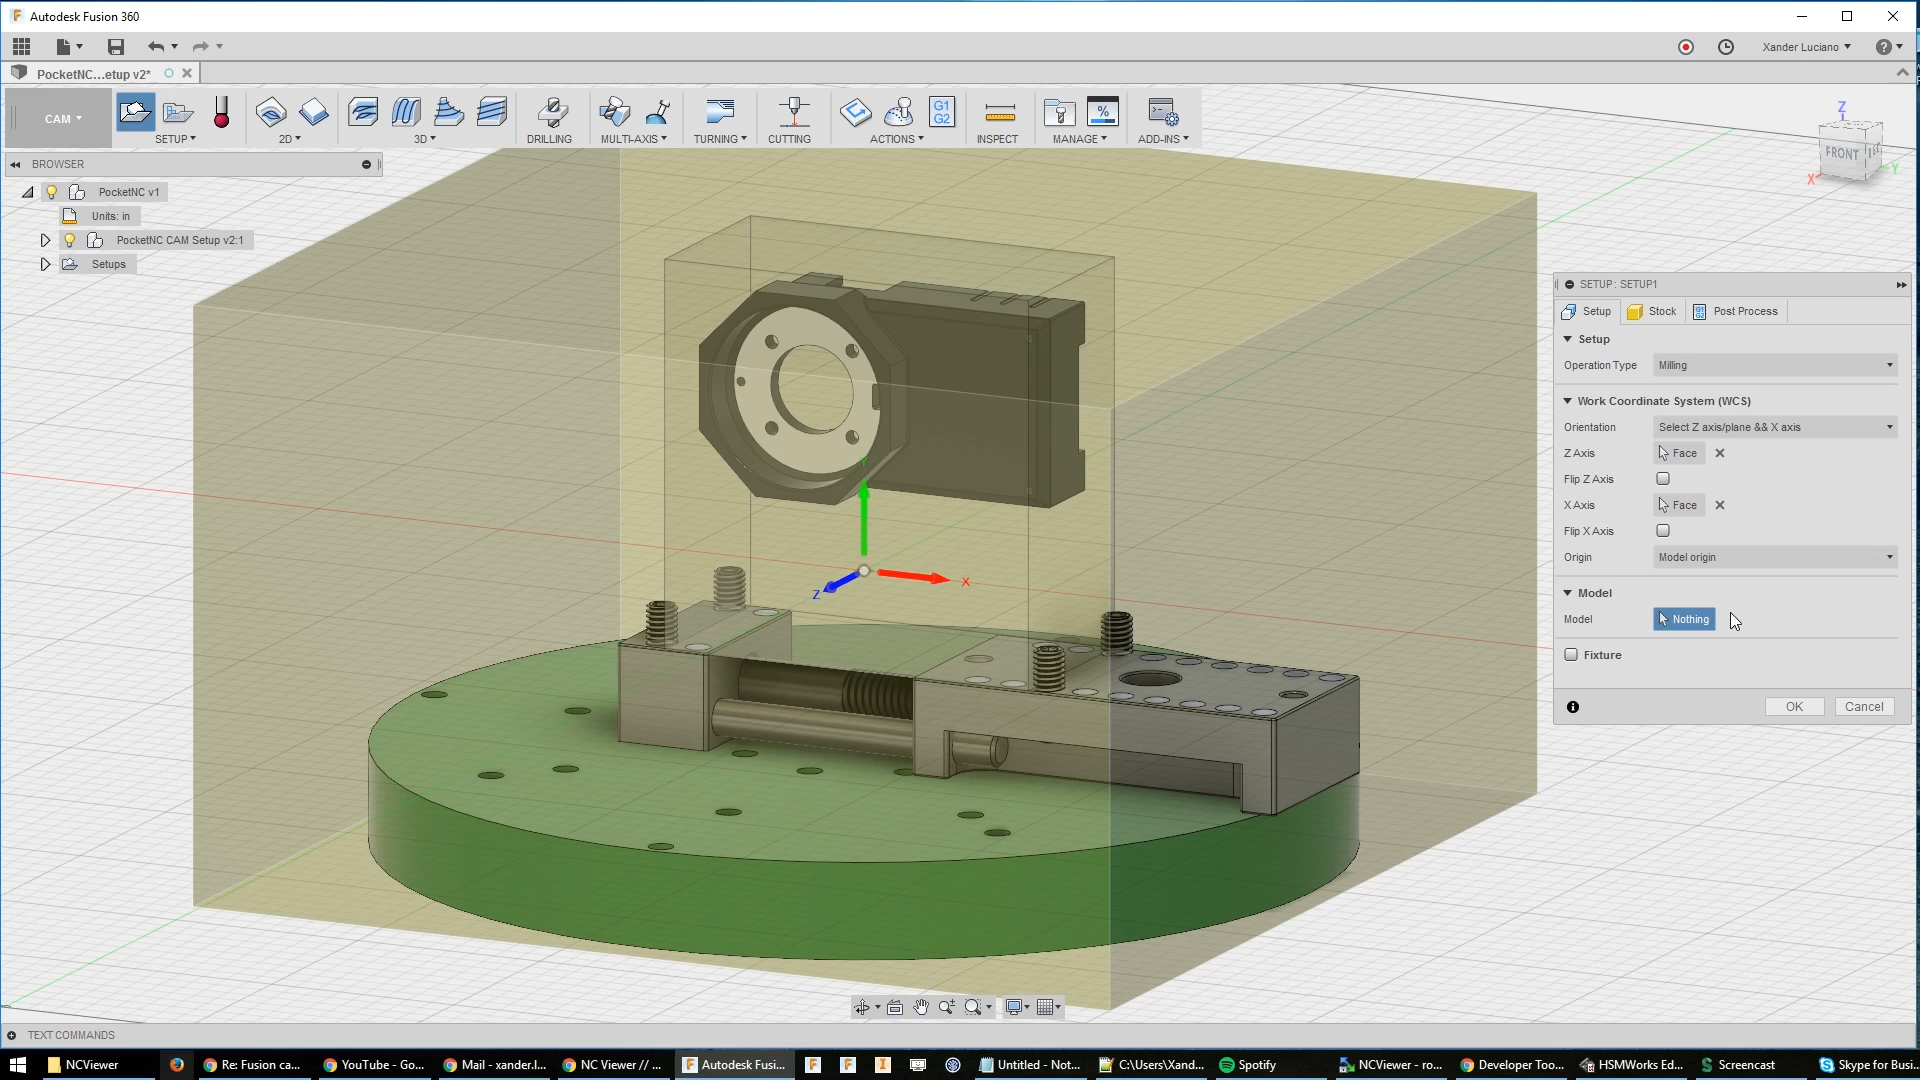 Autodesk Fusion 360
Xander Luciano
PocketNC...etup v2*
CAM
SETUP
2D
3D
DRILLING
MULTI-AXIS
TURNING
CUTTING
G1
G2
ACTIONS
INSPECT
%
MANAGE
ADD-INS
BROWSER
PocketNC v1
Units: in
PocketNC CAM Setup v2:1
Setups
Z
FRONT
X
Y
Y
X
Z
SETUP : SETUP1
Setup
Stock
Post Process
Setup
Operation Type
Milling
Work Coordinate System (WCS)
Orientation
Select Z axis/plane && X axis
Z Axis
Face
Flip Z Axis
X Axis
Face
Flip X Axis
Origin
Model origin
Model
Model
Nothing
Fixture
OK
Cancel
TEXT COMMANDS
NCViewer
Re: Fusion ca...
YouTube - Go...
Mail - xander.l...
NC Viewer // ...
Autodesk Fusi...
Untitled - Not...
C:\Users\Xand...
Spotify
NCViewer - ro...
Developer Too...
HSMWorks Ed...
Screencast
Skype for Busi...